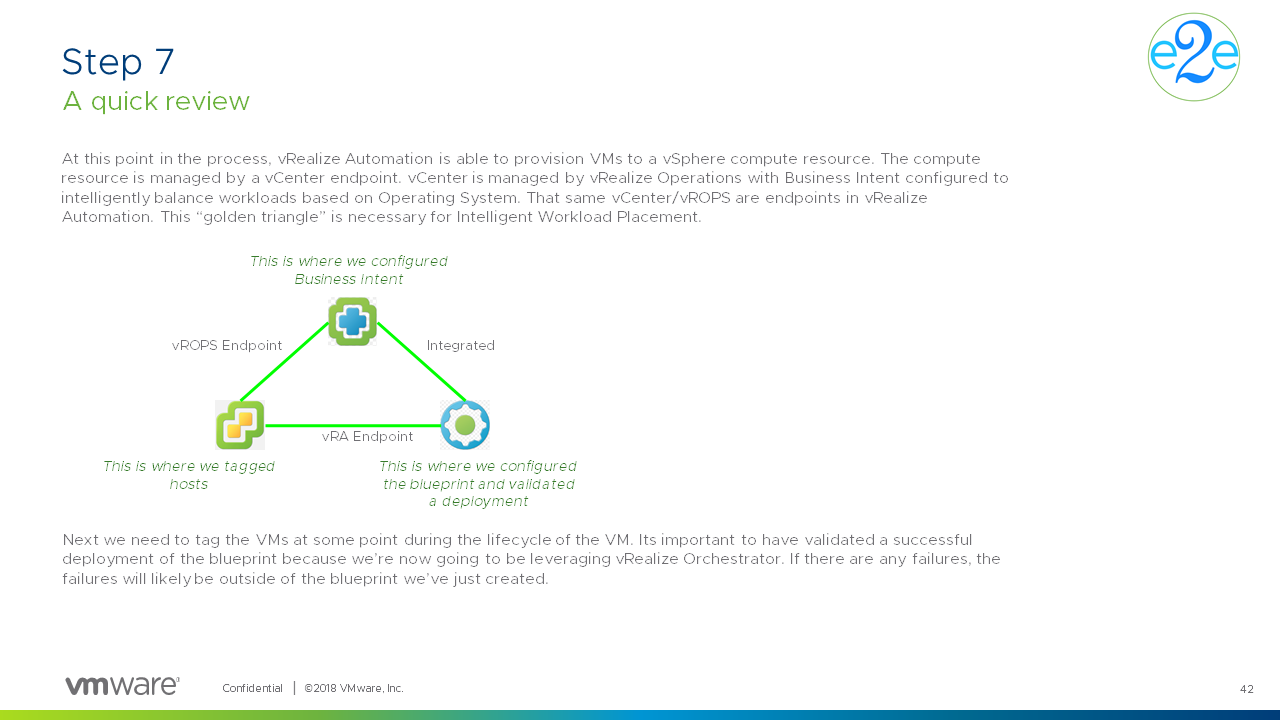 Step 7
A quick review
e2e
At this point in the process, vRealize Automation is able to provision VMs to a vSphere compute resource. The compute
resource is managed by a vCenter endpoint. vCenter is managed by vRealize Operations with Business Intent configured to
intelligently balance workloads based on Operating System. That same vCenter/vROPS are endpoints in vRealize
Automation. This “golden triangle” is necessary for Intelligent Workload Placement.
This is where we configured
Business Intent
vROPS Endpoint
Integrated
vRA Endpoint
This is where we tagged
hosts
This is where we configured
the blueprint and validated
a deployment
Next we need to tag the VMs at some point during the lifecycle of the VM. Its important to have validated a successful
deployment of the blueprint because we’re now going to be leveraging vRealize Orchestrator. If there are any failures, the
failures will likely be outside of the blueprint we’ve just created.
vmware
Confidential | ©2018 VMware, Inc.
42